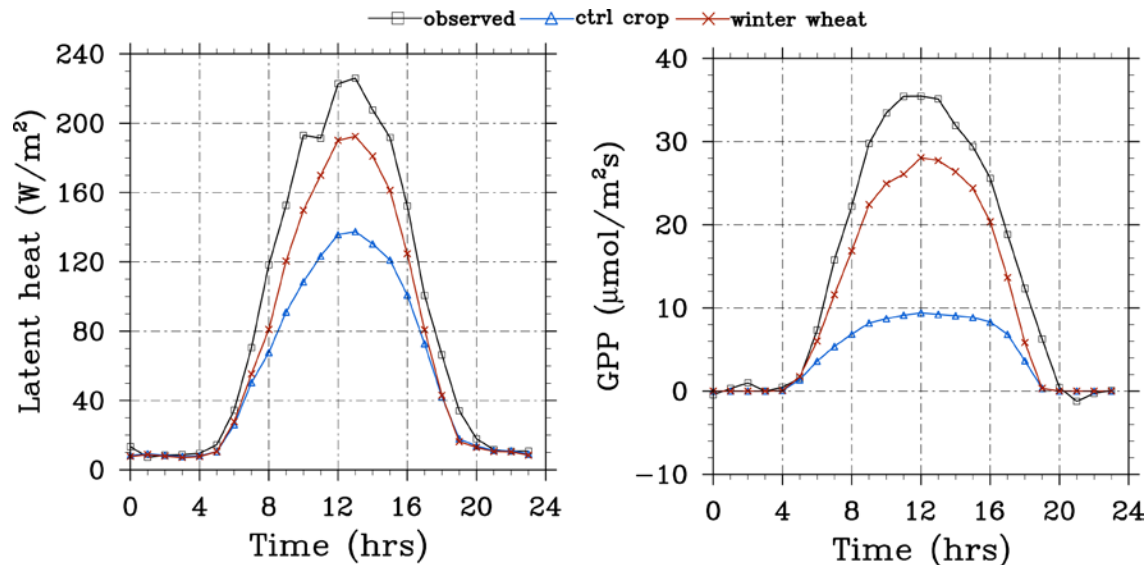 observed ctrl crop winter wheat
Latent heat (W/m²)
240
200
160
120
80
40
0
0 4 8 12 16 20 24
Time (hrs)
GPP (μmol/m²s)
40
30
20
10
0
−10
0 4 8 12 16 20 24
Time (hrs)